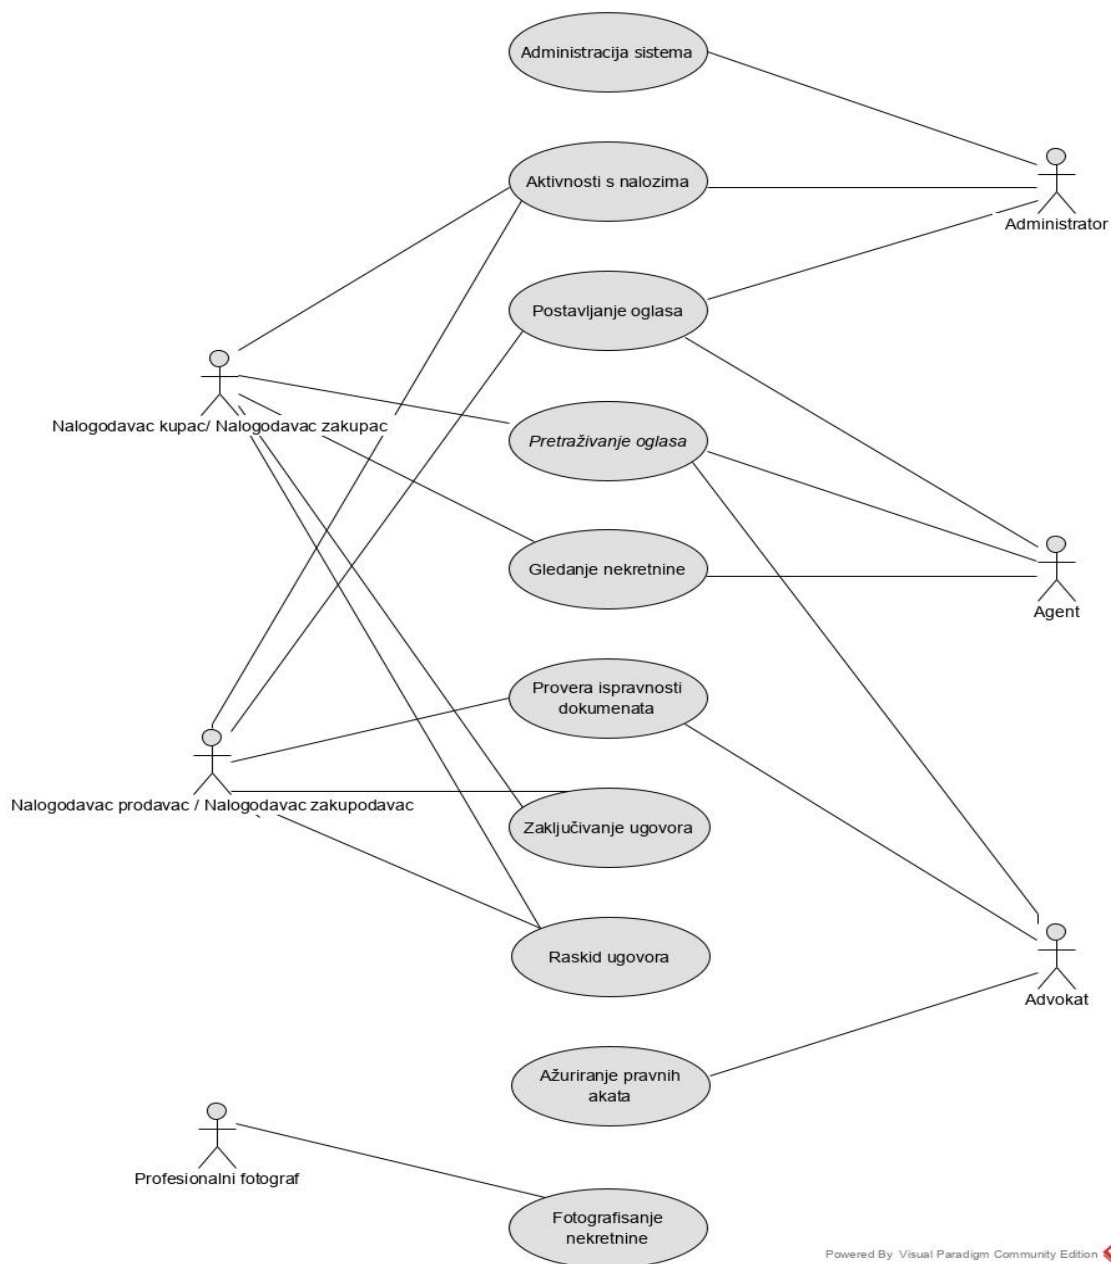 Administracija sistema
Aktivnosti s nalozima
Administrator
Postavljanje oglasa
Nalogodavac kupac/ Nalogodavac zakupac
Pretraživanje oglasa
Gledanje nekretnine
Agent
Provera ispravnosti
dokumenata
Nalogodavac prodavac / Nalogodavac zakupodavac
Zaključivanje ugovora
Raskid ugovora
Advokat
Ažuriranje pravnih
akata
Profesionalni fotograf
Fotografisanje
nekretnine
Powered By Visual Paradigm Community Edition